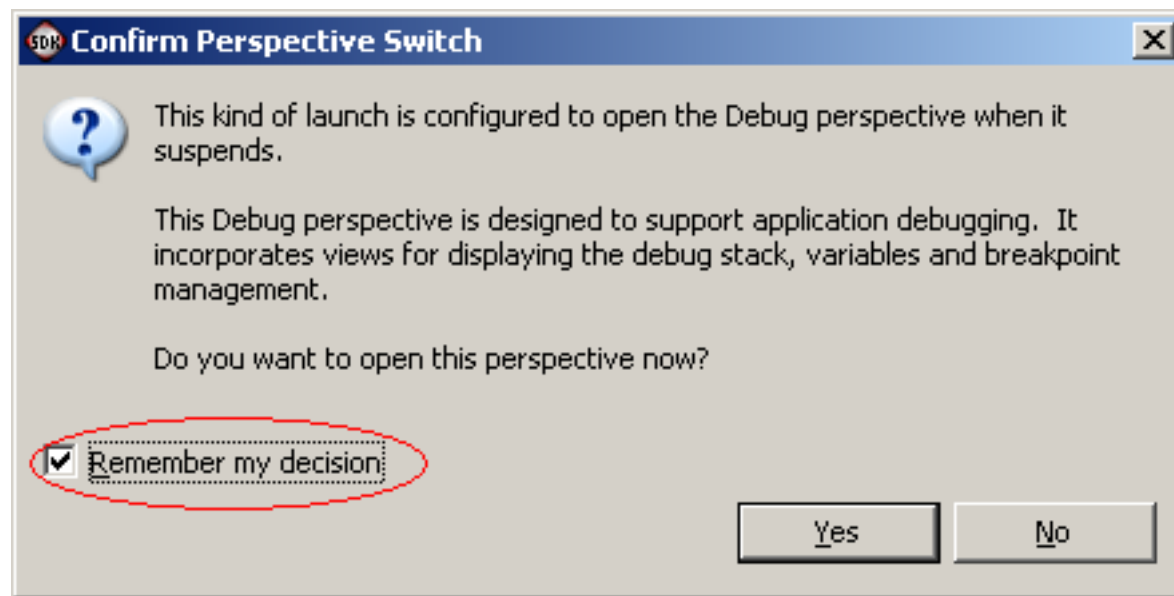 SDK Confirm Perspective Switch
This kind of launch is configured to open the Debug perspective when it
suspends.
This Debug perspective is designed to support application debugging.  It
incorporates views for displaying the debug stack, variables and breakpoint
management.
Do you want to open this perspective now?
Remember my decision
Yes No